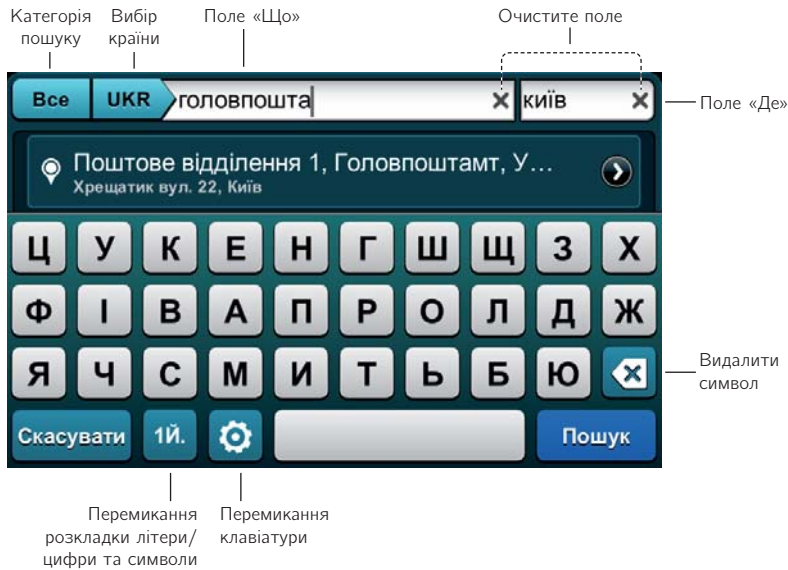 Категорія
пошуку
Вибір
країни
Поле «Що»
Очистите поле
Все
UKR
головпошта
київ
Поле «Де»
Поштове відділення 1, Головпоштамт, У...
Хрещатик вул. 22, Київ
Ц У К Е Н Г Ш Щ З Х
Ф І В А П Р О Л Д Ж
Я Ч С М И Т Ь Б Ю
Видалити
символ
Скасувати
1Й.
Пошук
Перемикання
розкладки літери/
цифри та символи
Перемикання
клавіатури